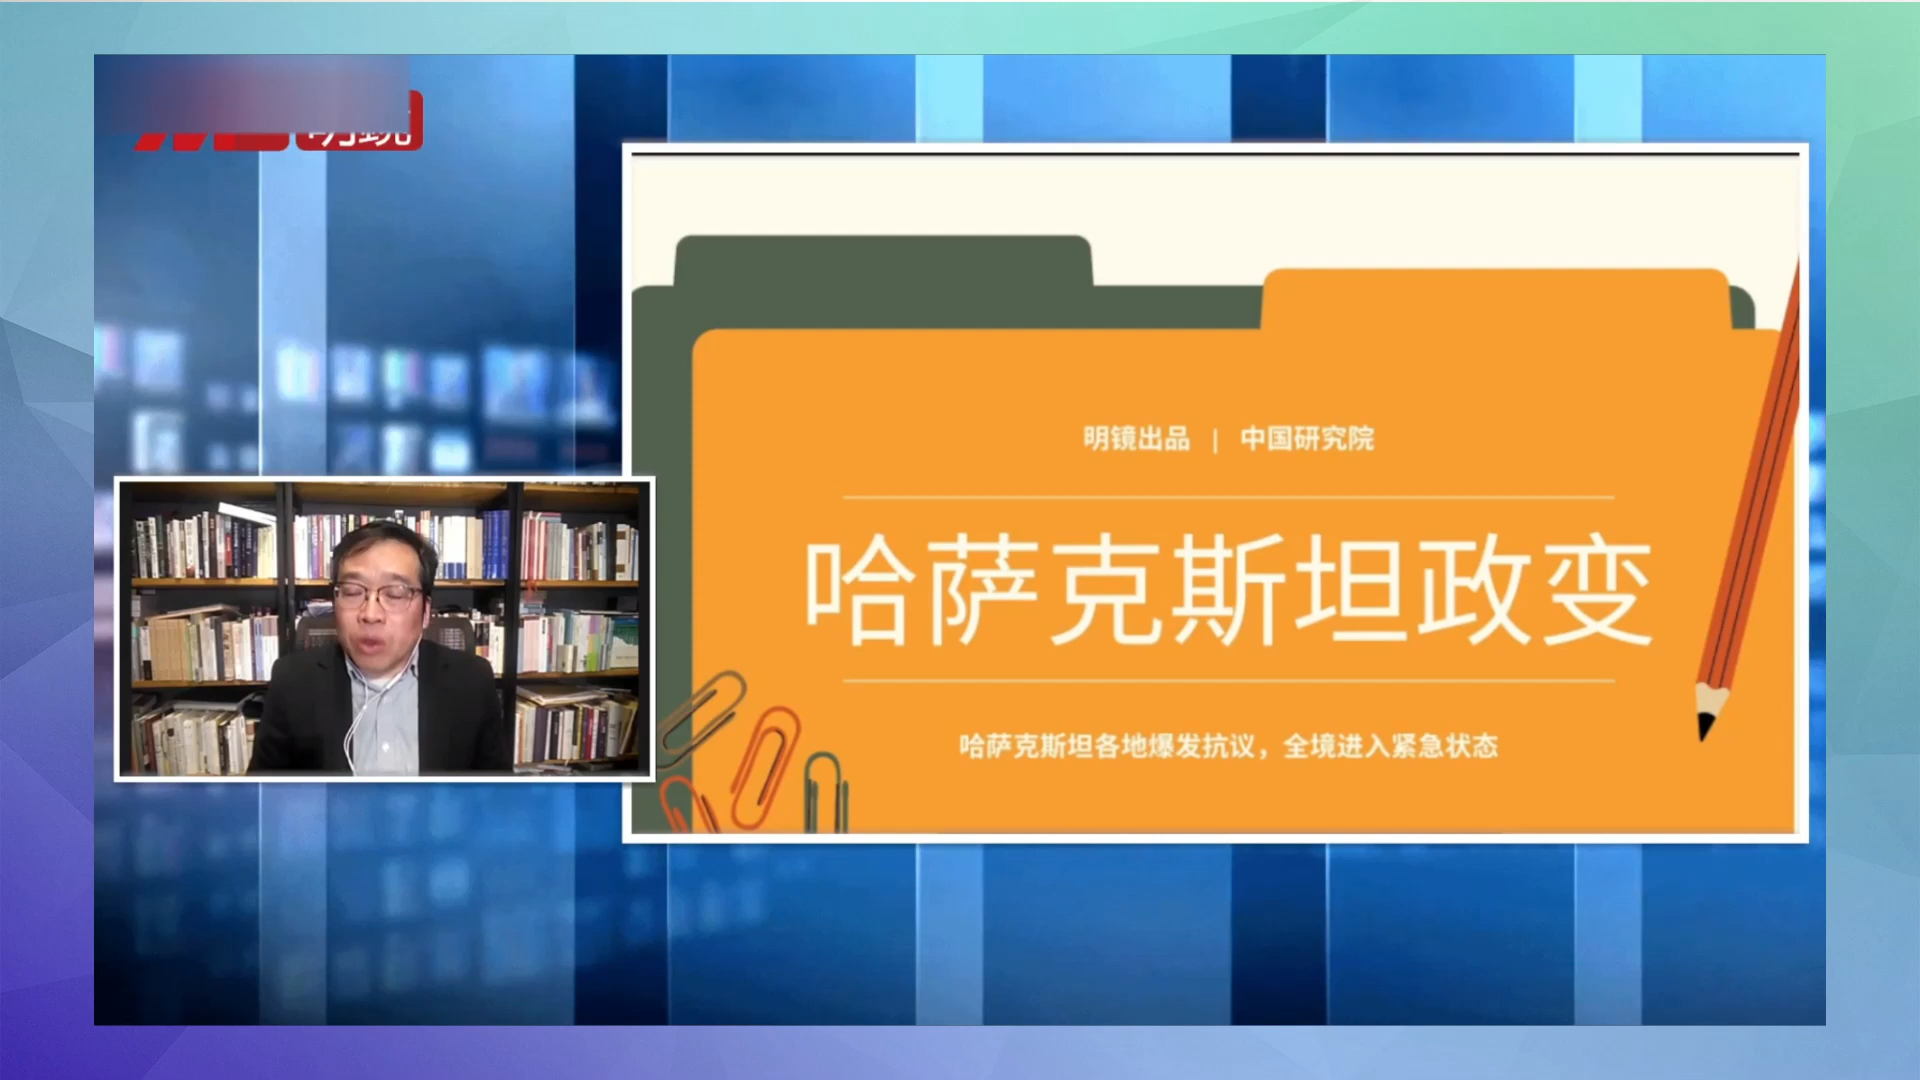 明镜出品 | 中国研究院
哈萨克斯坦政变
哈萨克斯坦各地爆发抗议，全境进入紧急状态